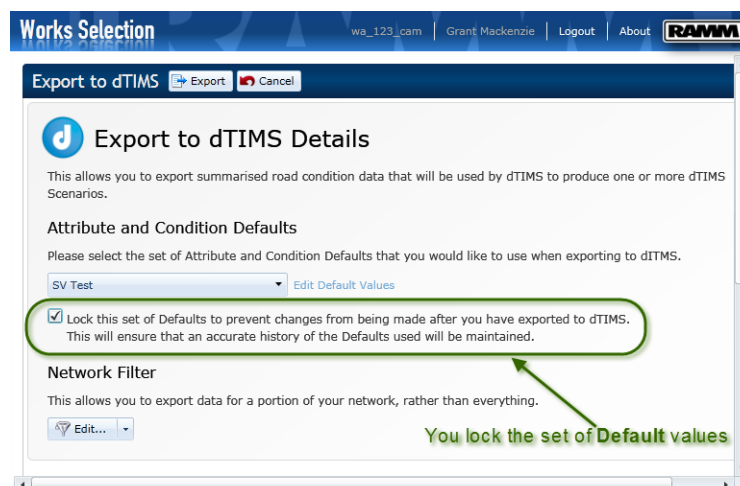 Works Selection wa_123_cam Grant Mackenzie Logout About RAMM
Export to dTIMS Export Cancel
d Export to dTIMS Details
This allows you to export summarised road condition data that will be used by dTIMS to produce one or more dTIMS
Scenarios.
Attribute and Condition Defaults
Please select the set of Attribute and Condition Defaults that you would like to use when exporting to dITMS.
SV Test Edit Default Values
Lock this set of Defaults to prevent changes from being made after you have exported to dTIMS.
This will ensure that an accurate history of the Defaults used will be maintained.
Network Filter
This allows you to export data for a portion of your network, rather than everything.
Edit...
You lock the set of Default values